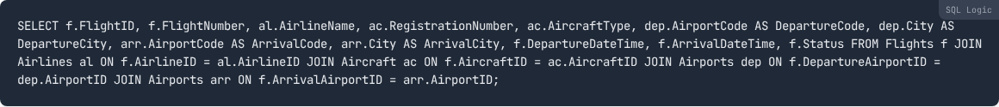 SQL Logic
SELECT f.FlightID, f.FlightNumber, al.AirlineName, ac.RegistrationNumber, ac.AircraftType, dep.AirportCode AS DepartureCode, dep.City AS
DepartureCity, arr.AirportCode AS ArrivalCode, arr.City AS ArrivalCity, f.DepartureDateTime, f.ArrivalDateTime, f.Status FROM Flights f JOIN
Airlines al ON f.AirlineID = al.AirlineID JOIN Aircraft ac ON f.AircraftID = ac.AircraftID JOIN Airports dep ON f.DepartureAirportID =
dep.AirportID JOIN Airports arr ON f.ArrivalAirportID = arr.AirportID;